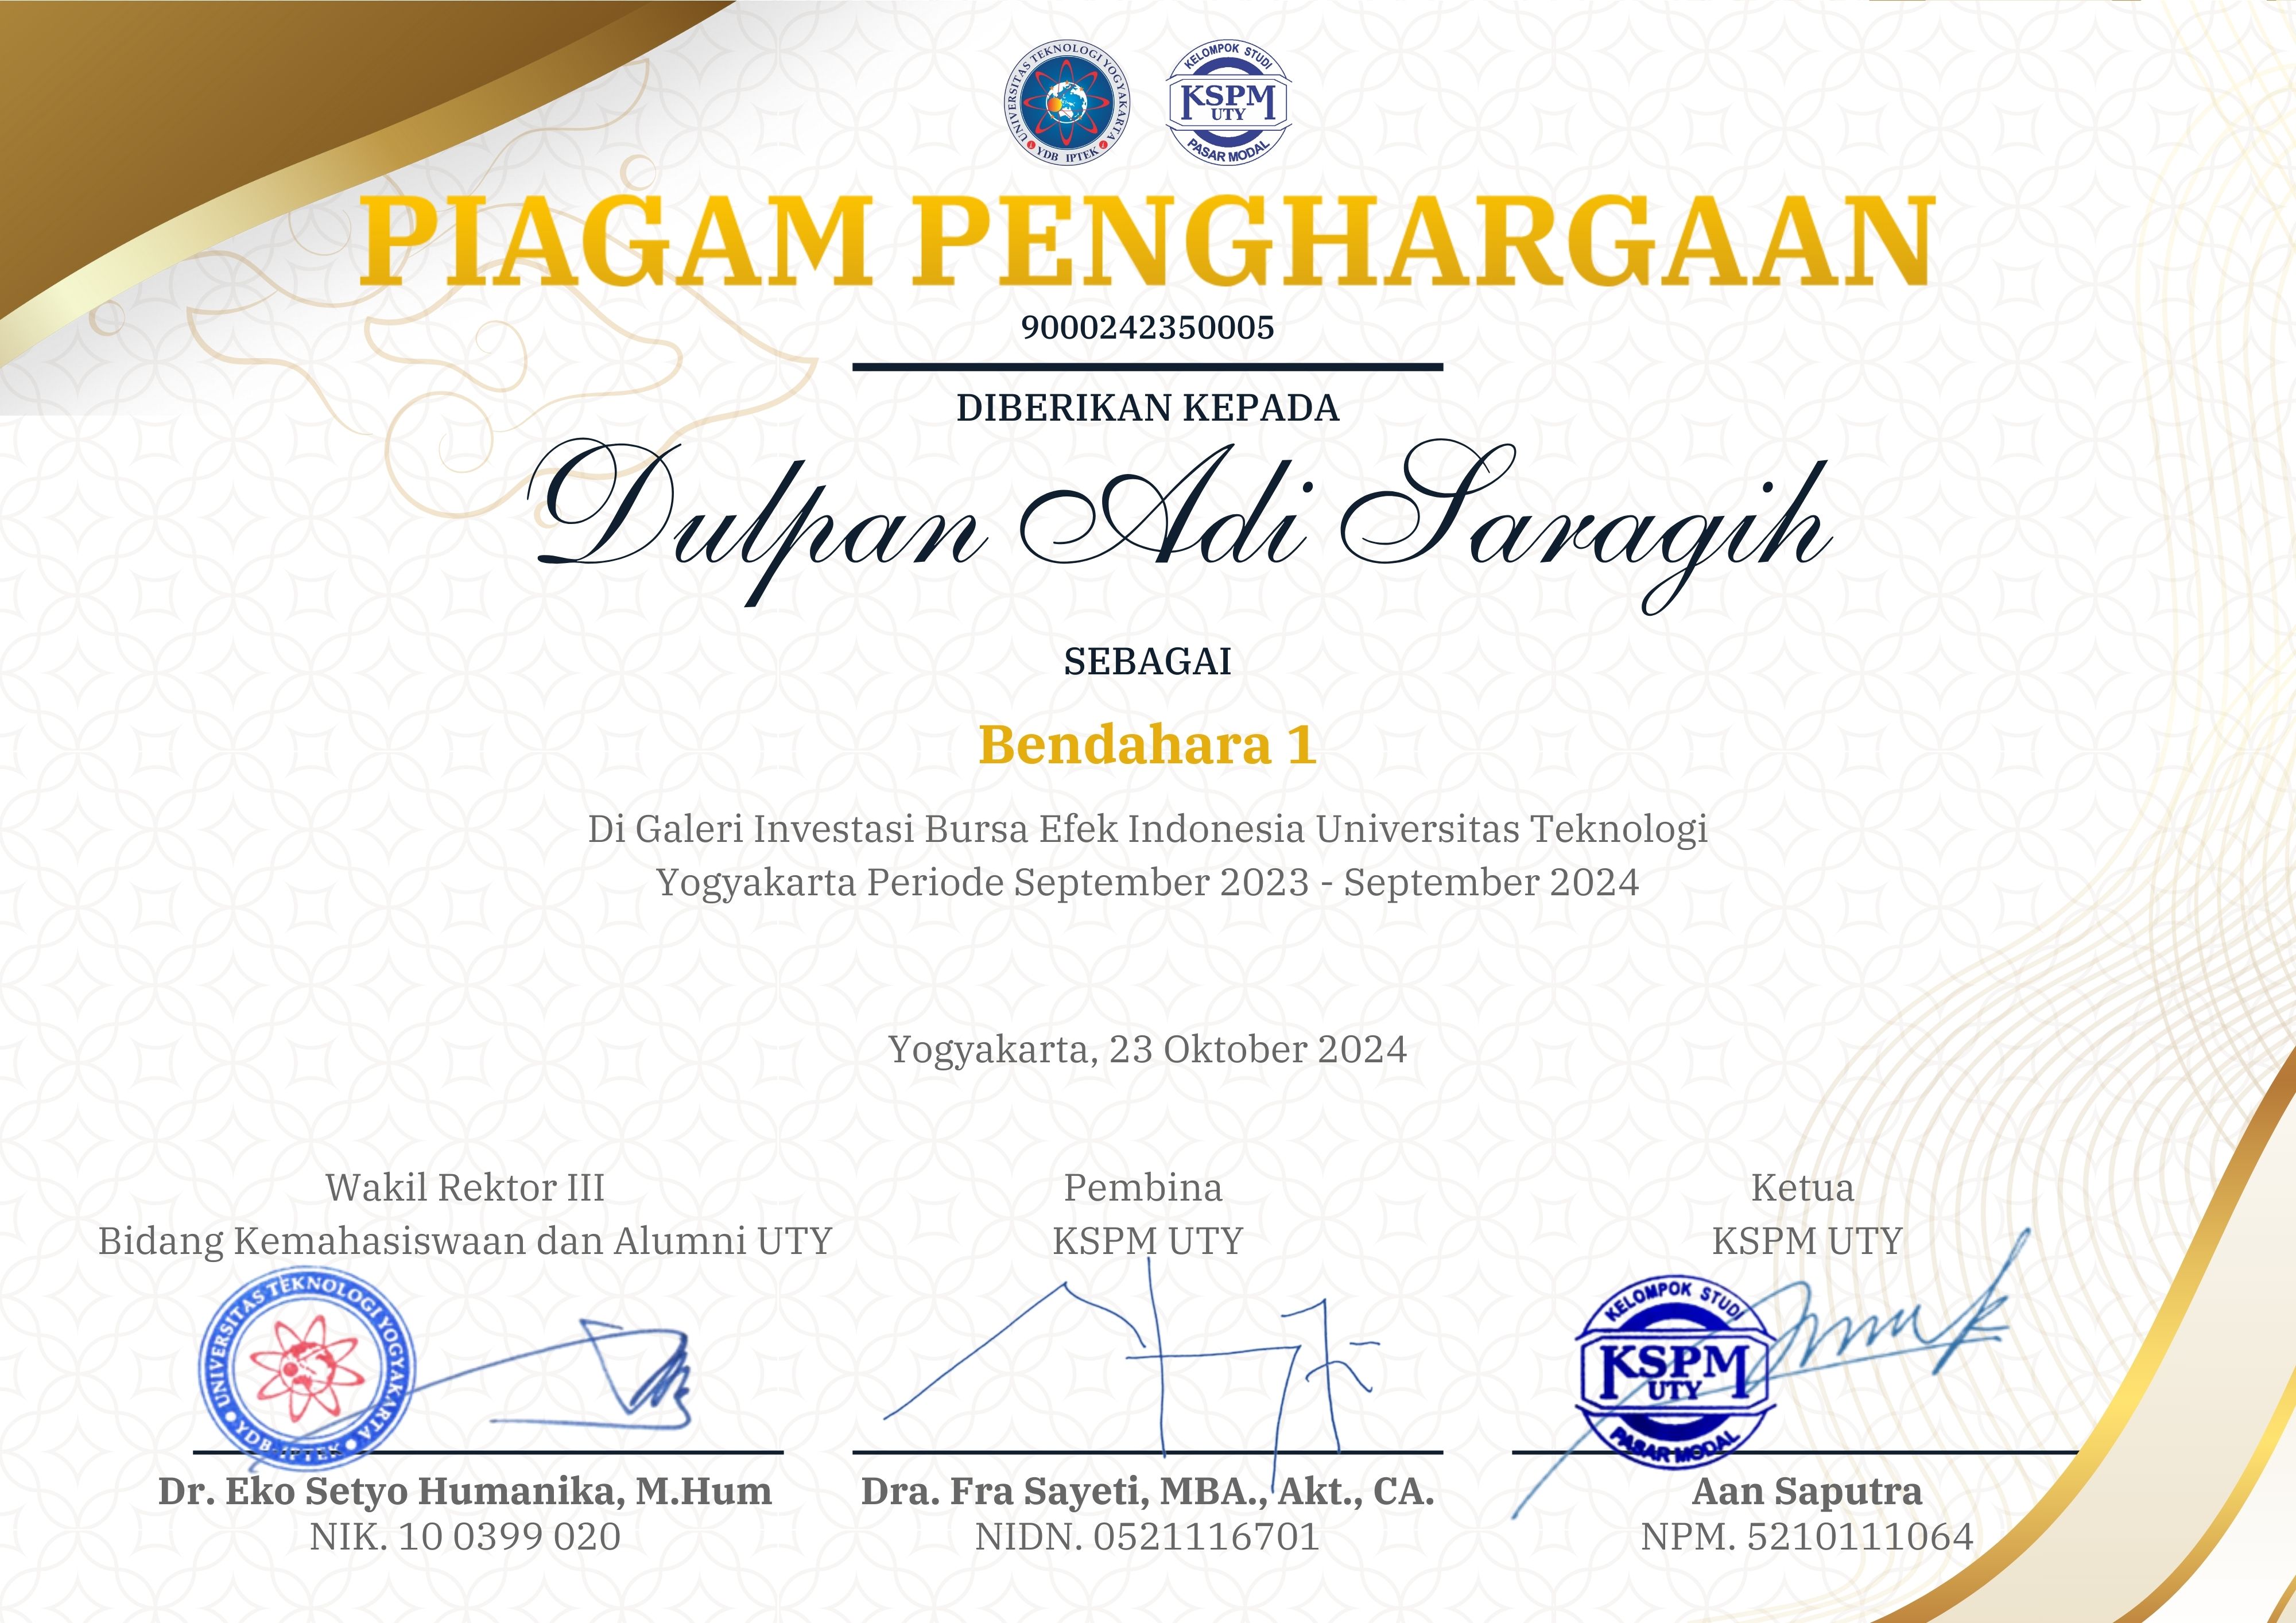 UNIVERSITAS TEKNOLOGI YOGYAKARTA
YDB IPTEK
KELOMPOK STUDI
KSPM
UTY
PASAR MODAL
PIAGAM PENGHARGAAN
9000242350005
DIBERIKAN KEPADA
Dulpan Adi Saragih
SEBAGAI
Bendahara 1
Di Galeri Investasi Bursa Efek Indonesia Universitas Teknologi
Yogyakarta Periode September 2023 - September 2024
Yogyakarta, 23 Oktober 2024
Wakil Rektor III
Bidang Kemahasiswaan dan Alumni UTY
UNIVERSITAS TEKNOLOGI YOGYAKARTA
YDB IPTEK
Dr. Eko Setyo Humanika, M.Hum
NIK. 10 0399 020
Pembina
KSPM UTY
Dra. Fra Sayeti, MBA., Akt., CA.
NIDN. 0521116701
Ketua
KSPM UTY
KELOMPOK STUDI
KSPM
UTY
PASAR MODAL
Aan Saputra
NPM. 5210111064